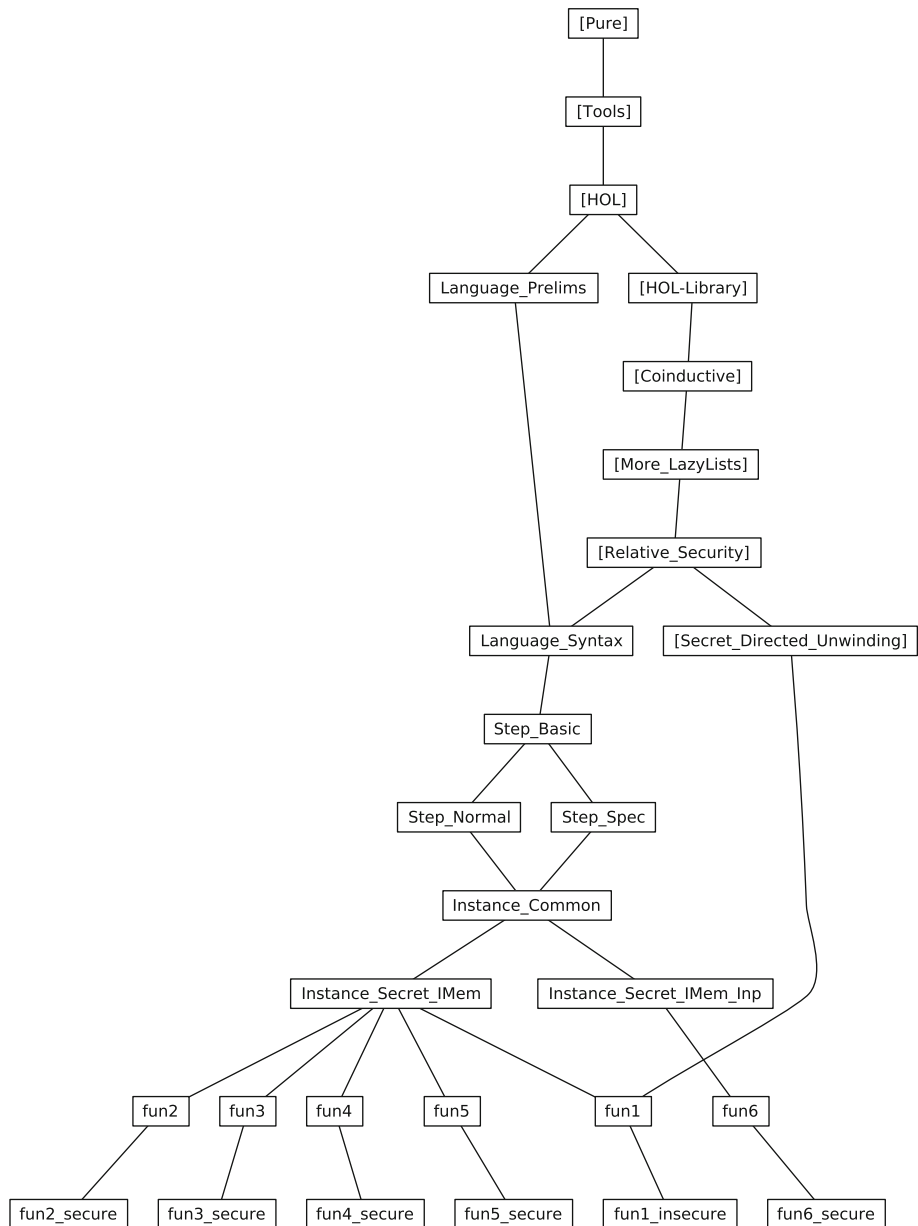 [Pure]
[Tools]
[HOL]
Language_Prelims
[HOL-Library]
[Coinductive]
[More_LazyLists]
[Relative_Security]
Language_Syntax
[Secret_Directed_Unwinding]
Step_Basic
Step_Normal
Step_Spec
Instance_Common
Instance_Secret_IMem
Instance_Secret_IMem_Inp
fun2
fun3
fun4
fun5
fun1
fun6
fun2_secure
fun3_secure
fun4_secure
fun5_secure
fun1_insecure
fun6_secure